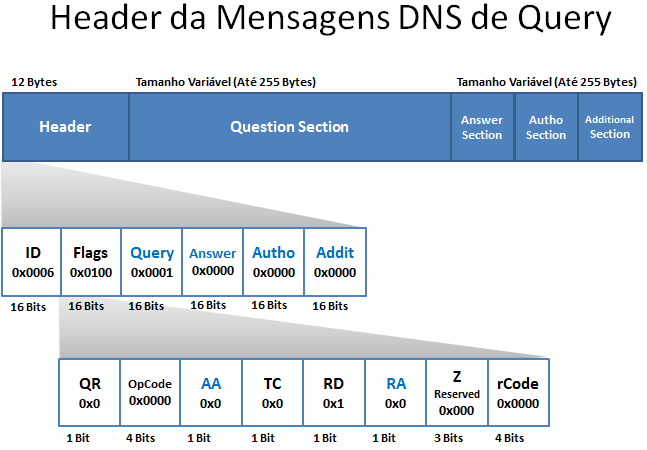 Header da Mensagens DNS de Query
12 Bytes
Tamanho Variável (Até 255 Bytes)
Tamanho Variável (Até 255 Bytes)
Header
Question Section
Answer
Section
Autho
Section
Additional
Section
ID
0x0006
Flags
0x0100
Query
0x0001
Answer
0x0000
Autho
0x0000
Addit
0x0000
16 Bits
16 Bits
16 Bits
16 Bits
16 Bits
16 Bits
QR
0x0
OpCode
0x0000
AA
0x0
TC
0x0
RD
0x1
RA
0x0
Z
Reserved
0x000
rCode
0x0000
1 Bit
4 Bits
1 Bit
1 Bit
1 Bit
1 Bit
3 Bits
4 Bits